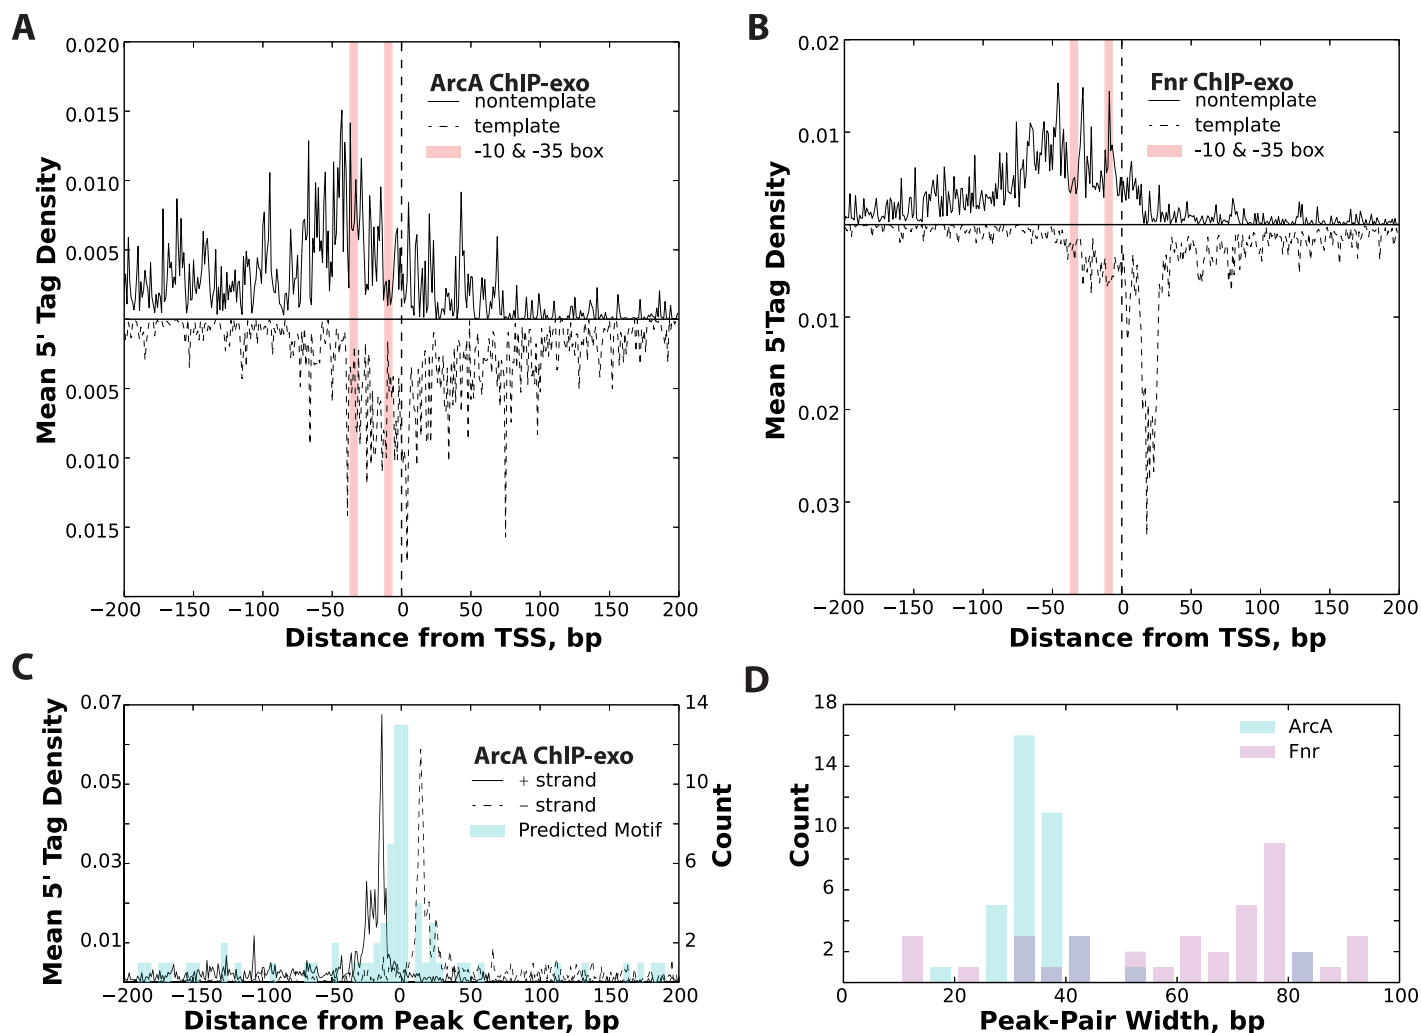 A
ArcA ChIP-exo
nontemplate
template
-10 & -35 box
0.020
0.015
0.010
0.005
0.000
0.005
0.010
0.015
Mean 5' Tag Density
−200 −150 −100 −50 0 50 100 150 200
Distance from TSS, bp
B
Fnr ChIP-exo
nontemplate
template
-10 & -35 box
0.02
0.01
0.00
0.01
0.02
0.03
Mean 5'Tag Density
−200 −150 −100 −50 0 50 100 150 200
Distance from TSS, bp
C
ArcA ChIP-exo
+ strand
− strand
Predicted Motif
0.07
0.05
0.03
0.01
Mean 5' Tag Density
14
10
6
2
Count
−200 −150 −100 −50 0 50 100 150 200
Distance from Peak Center, bp
D
ArcA
Fnr
18
14
10
6
2
Count
0 20 40 60 80 100
Peak-Pair Width, bp